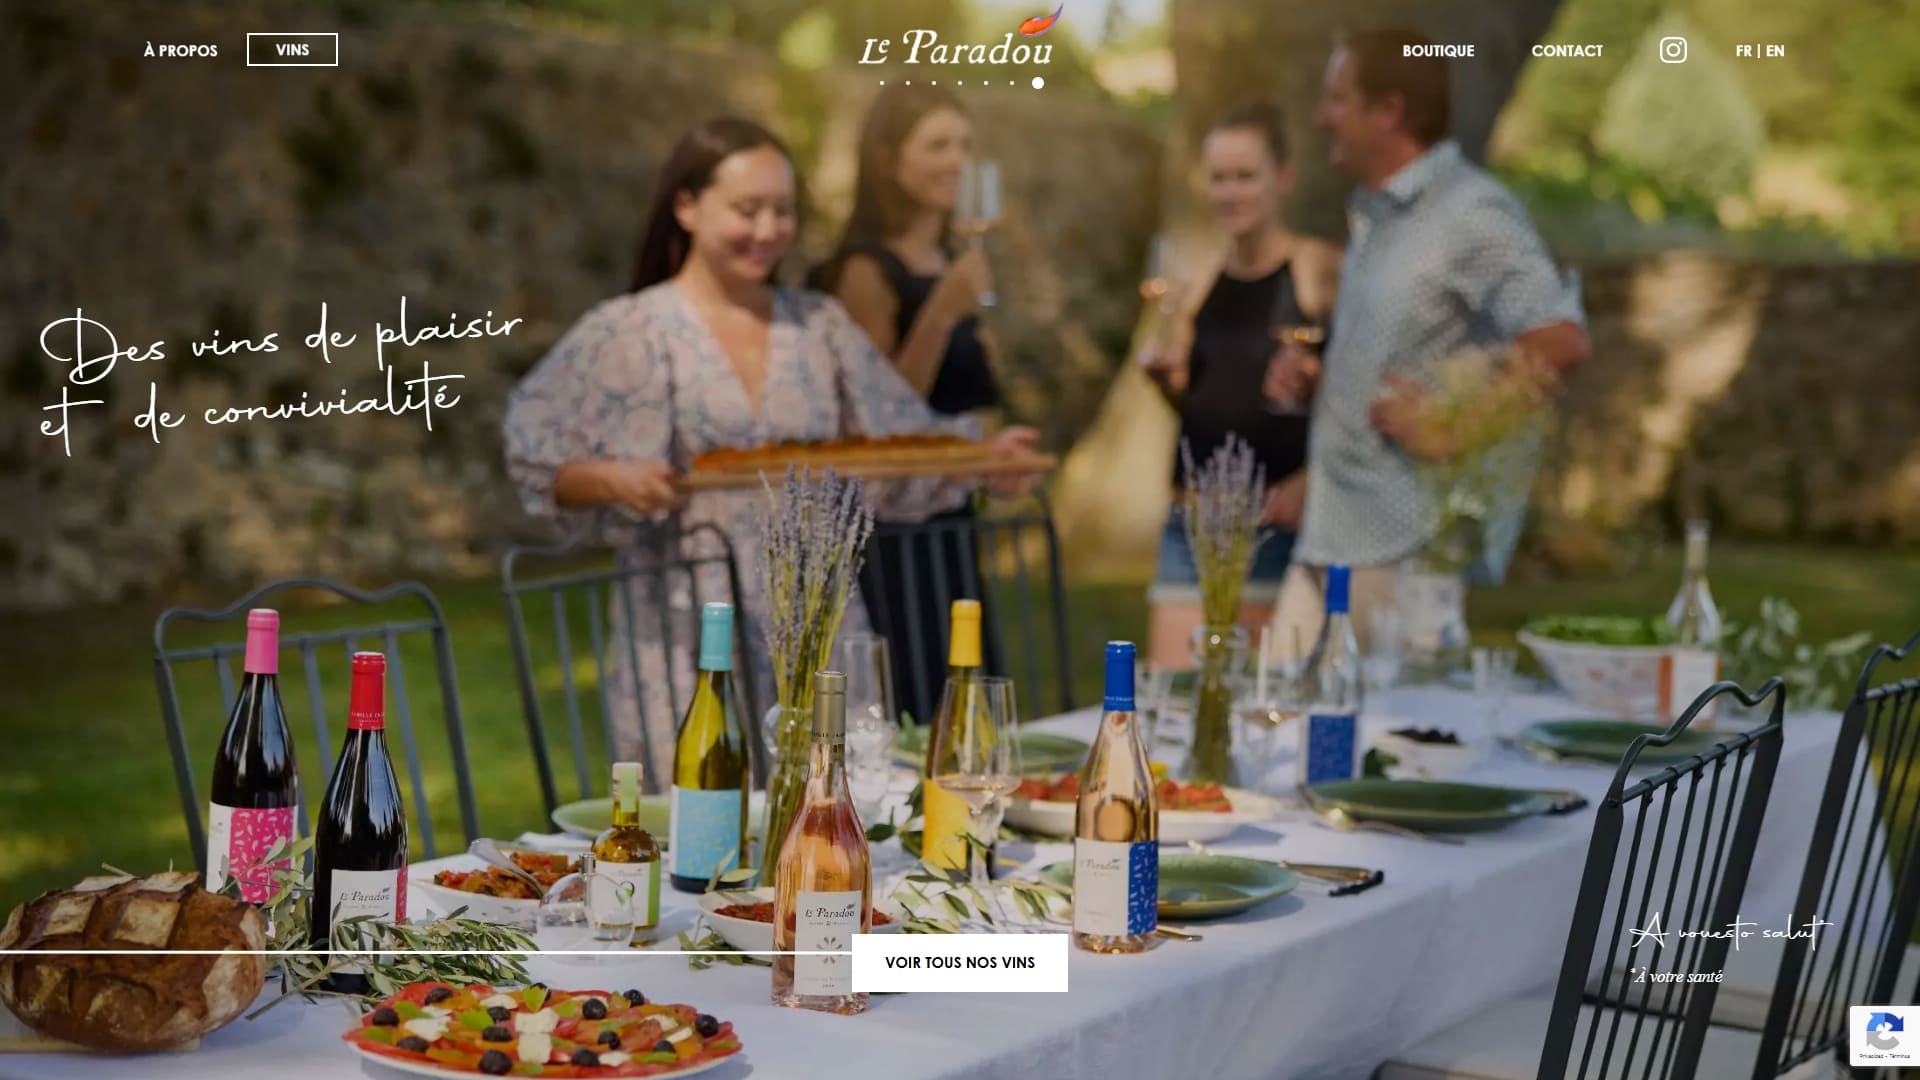 À PROPOS
VINS
Le Paradou
BOUTIQUE
CONTACT
FR | EN
Des vins de plaisir
et de convivialité
Le Paradou
Le Paradou
Le Paradou
VOIR TOUS NOS VINS
A vouesto salut*
*À votre santé
Privacidad - Términos